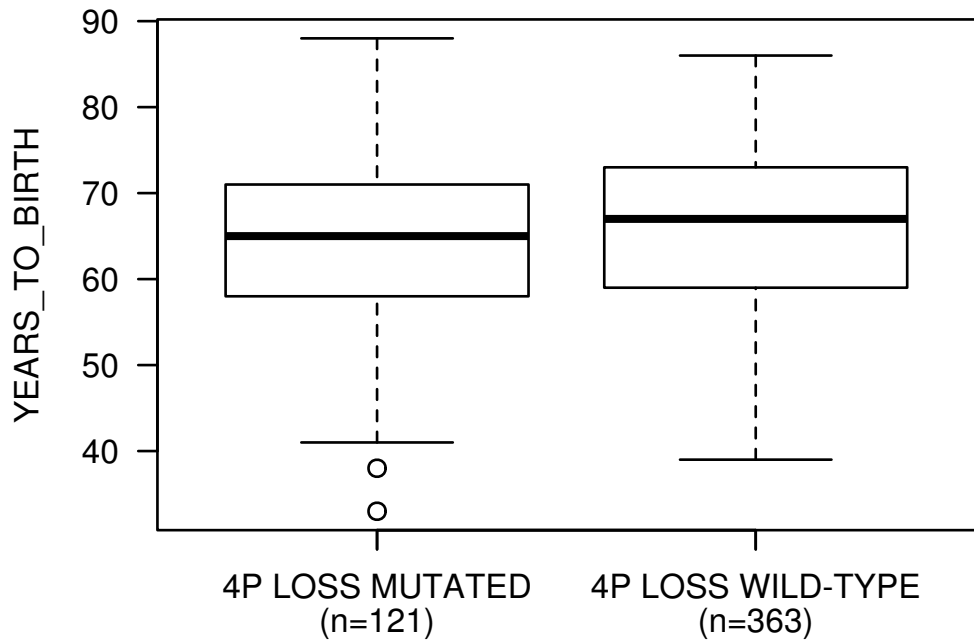 YEARS_TO_BIRTH
90
80
70
60
50
40
4P LOSS MUTATED
(n=121)
4P LOSS WILD-TYPE
(n=363)